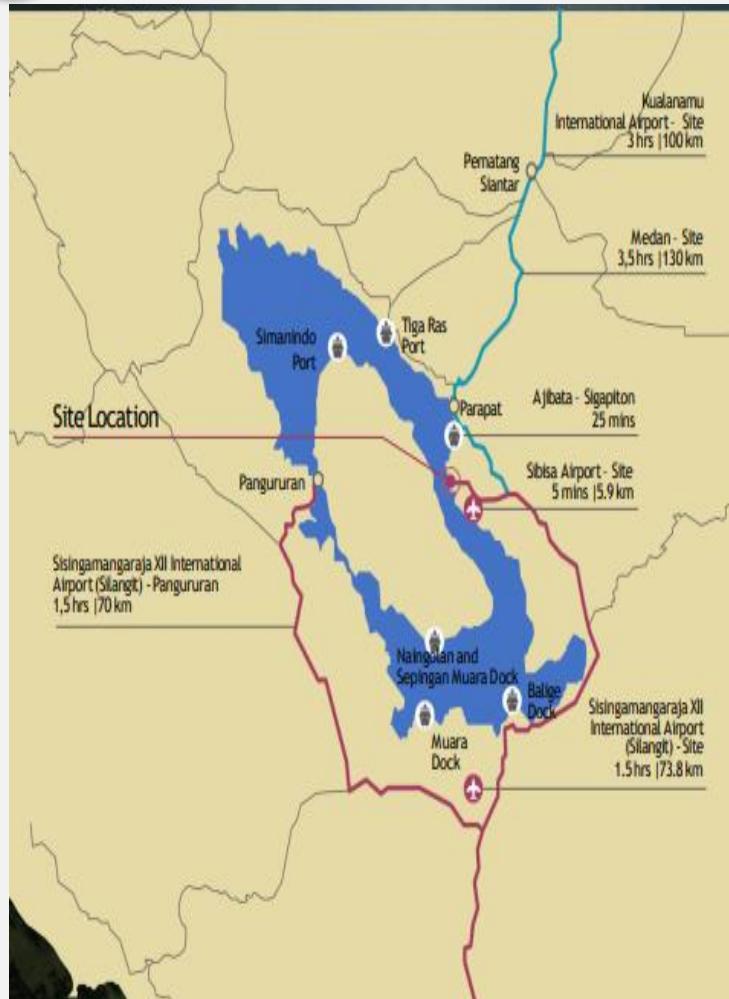 Kualanamu
International Airport - Site
3 hrs |100 km
Pematang
Siantar
Medan - Site
3,5 hrs |130 km
Tiga Ras
Port
Simanindo
Port
Ajibata - Sigapiton
25 mins
Parapat
Site Location
Sibisa Airport - Site
5 mins |5.9 km
Pangururan
Sisingamangaraja XII International
Airport (Silangit) - Pangururan
1,5 hrs |70 km
Naingolan and
Sepingan Muara Dock
Balige
Dock
Sisingamangaraja XII
International Airport
(Silangit) - Site
1.5 hrs |73.8 km
Muara
Dock